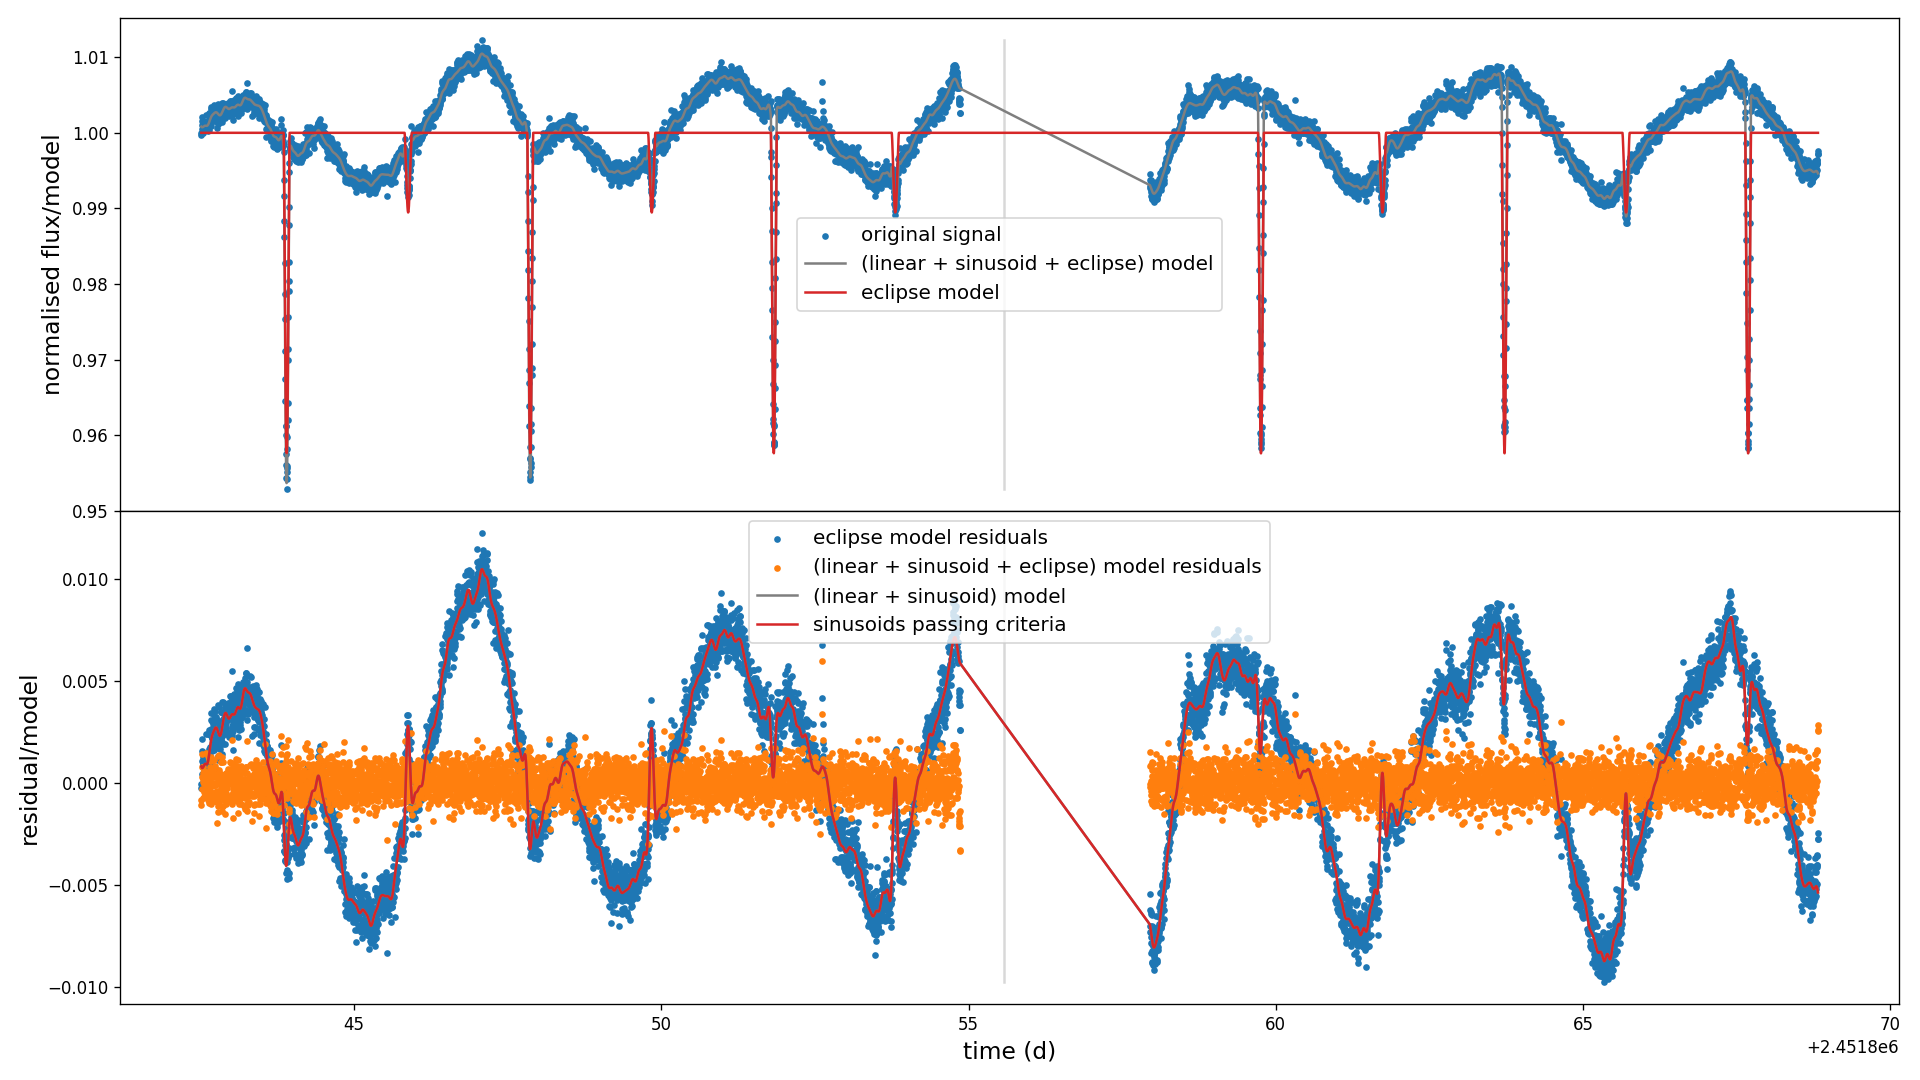 1.01
1.00
0.99
0.98
0.97
0.96
0.95
normalised flux/model
original signal
(linear + sinusoid + eclipse) model
eclipse model
0.010
0.005
0.000
−0.005
−0.010
residual/model
eclipse model residuals
(linear + sinusoid + eclipse) model residuals
(linear + sinusoid) model
sinusoids passing criteria
45 50 55 60 65 70
time (d)
+2.4518e6